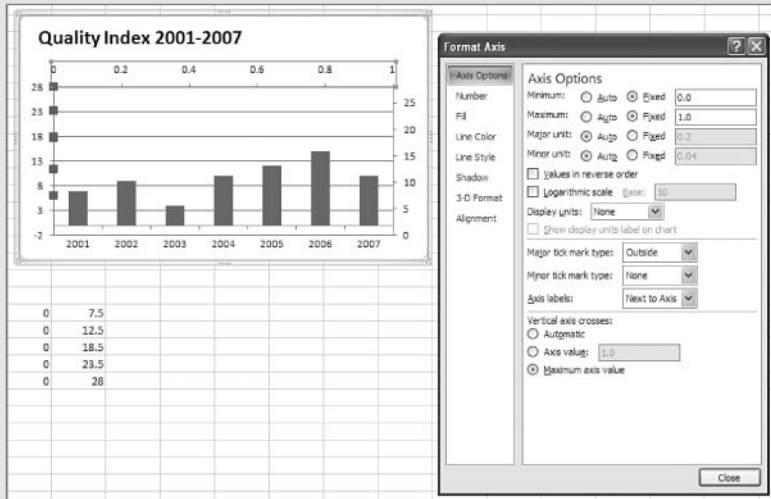 Quality Index 2001-2007
0 0.2 0.4 0.6 0.8 1
28
23
18
13
8
3
-2
25
20
15
10
5
0
2001 2002 2003 2004 2005 2006 2007
0 7.5
0 12.5
0 18.5
0 23.5
0 28
Format Axis
Axis Options
Number
Fill
Line Color
Line Style
Shadow
3-D Format
Alignment
Axis Options
Minimum: Auto Fixed 0.0
Maximum: Auto Fixed 1.0
Major unit: Auto Fixed 0.2
Minor unit: Auto Fixed 0.04
Values in reverse order
Logarithmic scale Base: 10
Display units: None
Show display units label on chart
Major tick mark type: Outside
Minor tick mark type: None
Axis labels: Next to Axis
Vertical axis crosses:
Automatic
Axis value: 1.0
Maximum axis value
Close